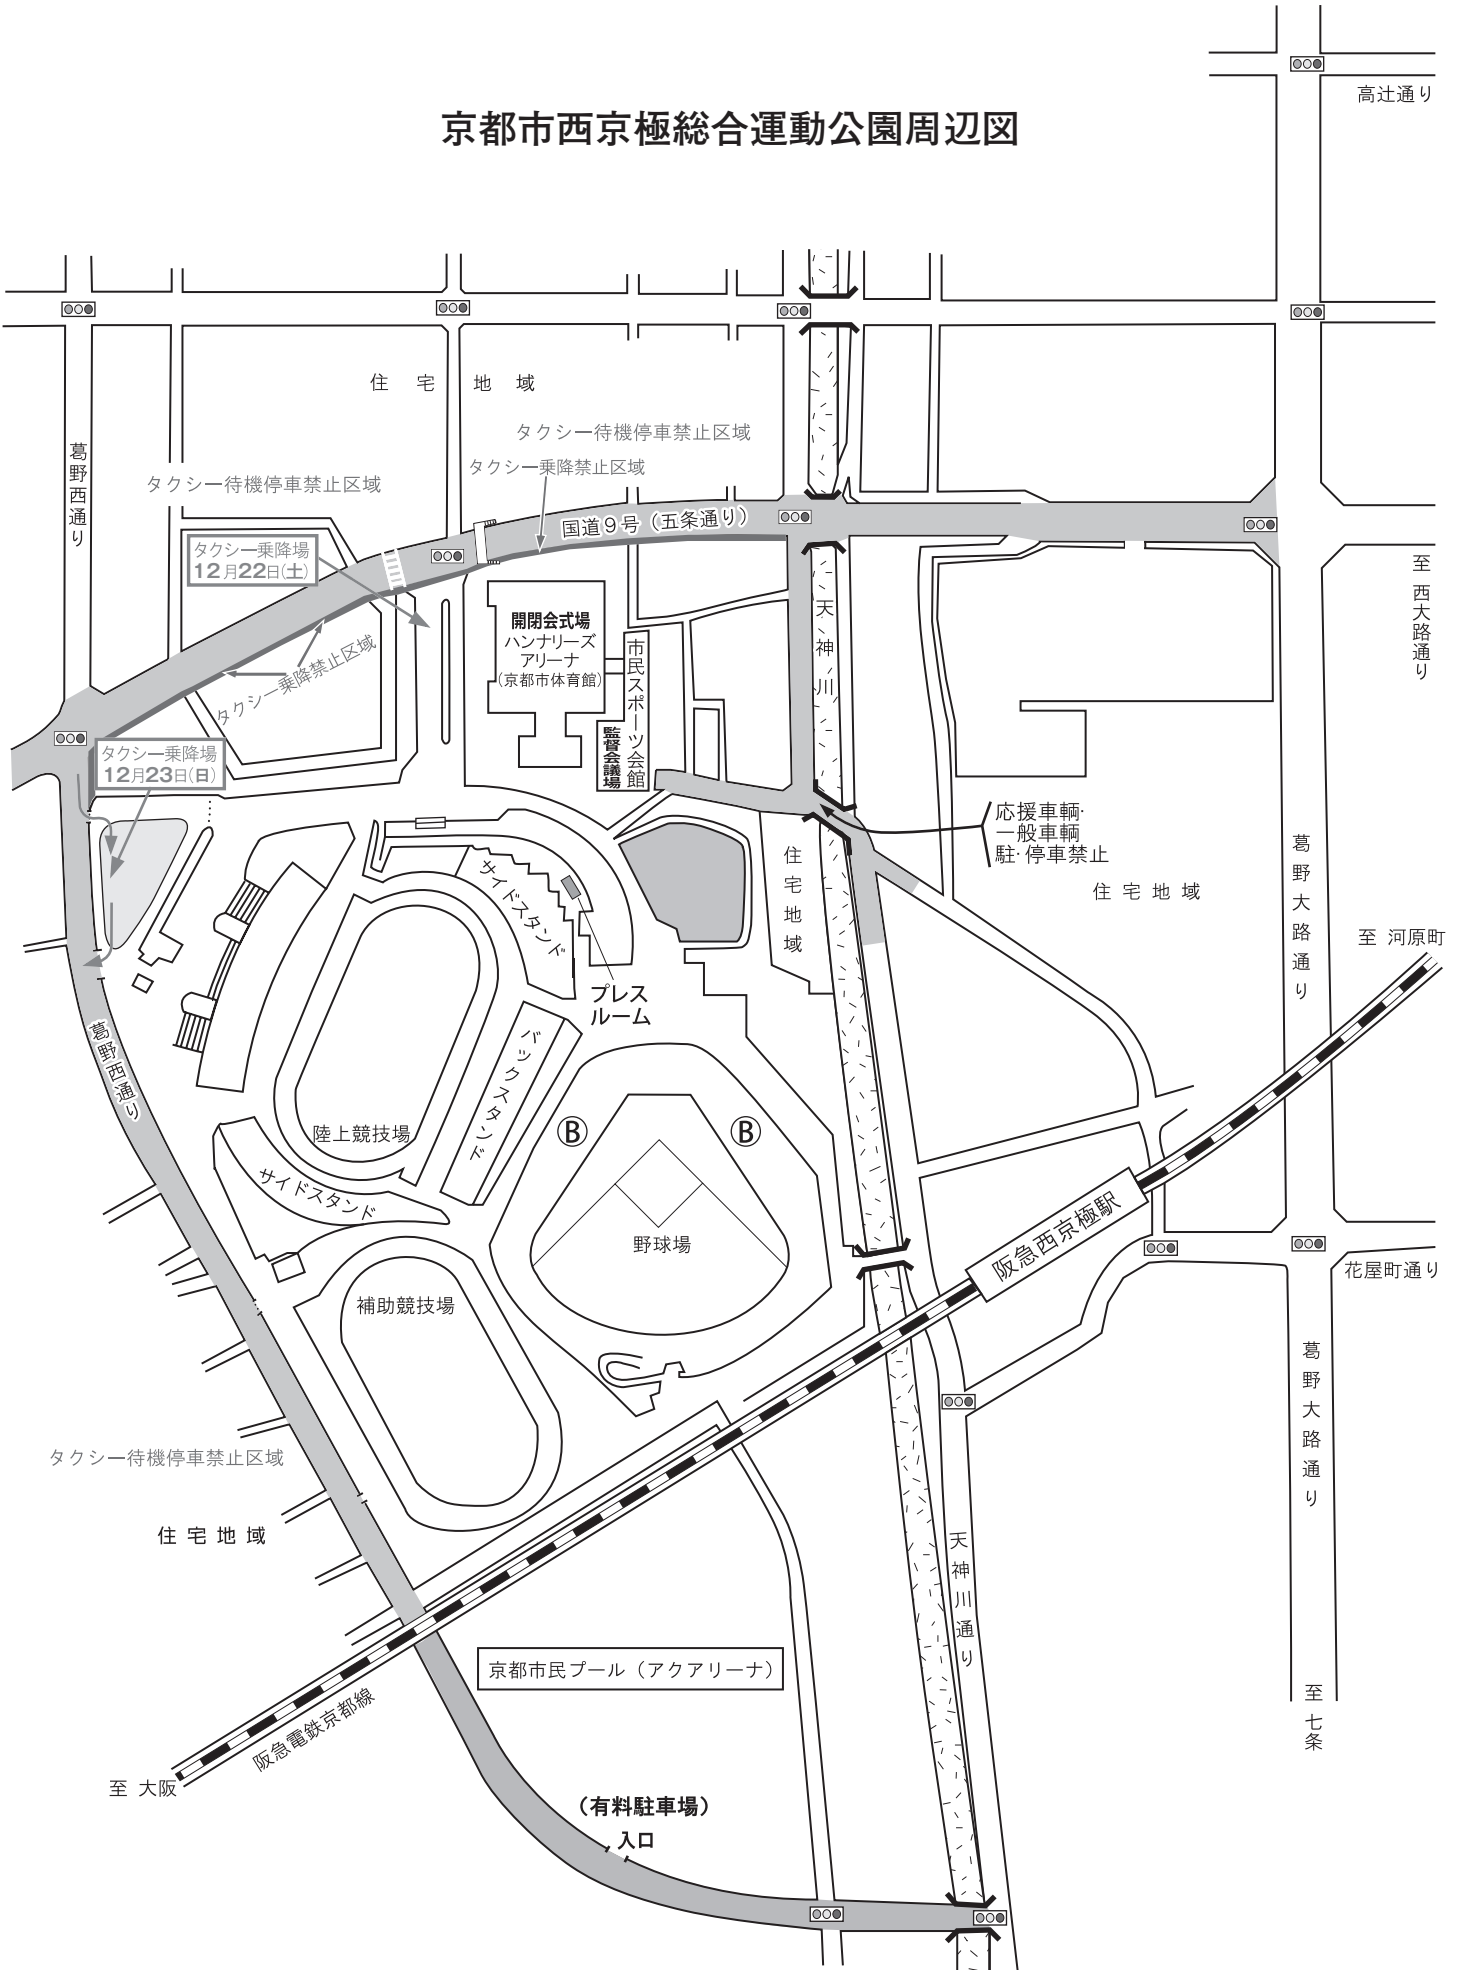 高辻通り
京都市西京極総合運動公園周辺図
住宅地域
タクシー待機停車禁止区域
タクシー乗降禁止区域
葛野西通り
タクシー待機停車禁止区域
国道9号（五条通り）
タクシー乗降場
12月22日(土)
至 西大路通り
天神川
開閉会式場
ハンナリーズ
アリーナ
(京都市体育館)
市民スポーツ会館
監督会議場
タクシー乗降禁止区域
タクシー乗降場
12月23日(日)
応援車輌・
一般車輌
駐・停車禁止
住宅地域
住宅地域
葛野大路通り
至 河原町
サイドスタンド
プレス
ルーム
葛野西通り
バックスタンド
陸上競技場
B
B
サイドスタンド
野球場
阪急西京極駅
花屋町通り
補助競技場
葛野大路通り
タクシー待機停車禁止区域
住宅地域
天神川通り
京都市民プール（アクアリーナ）
阪急電鉄京都線
至 七条
至 大阪
（有料駐車場）
入口